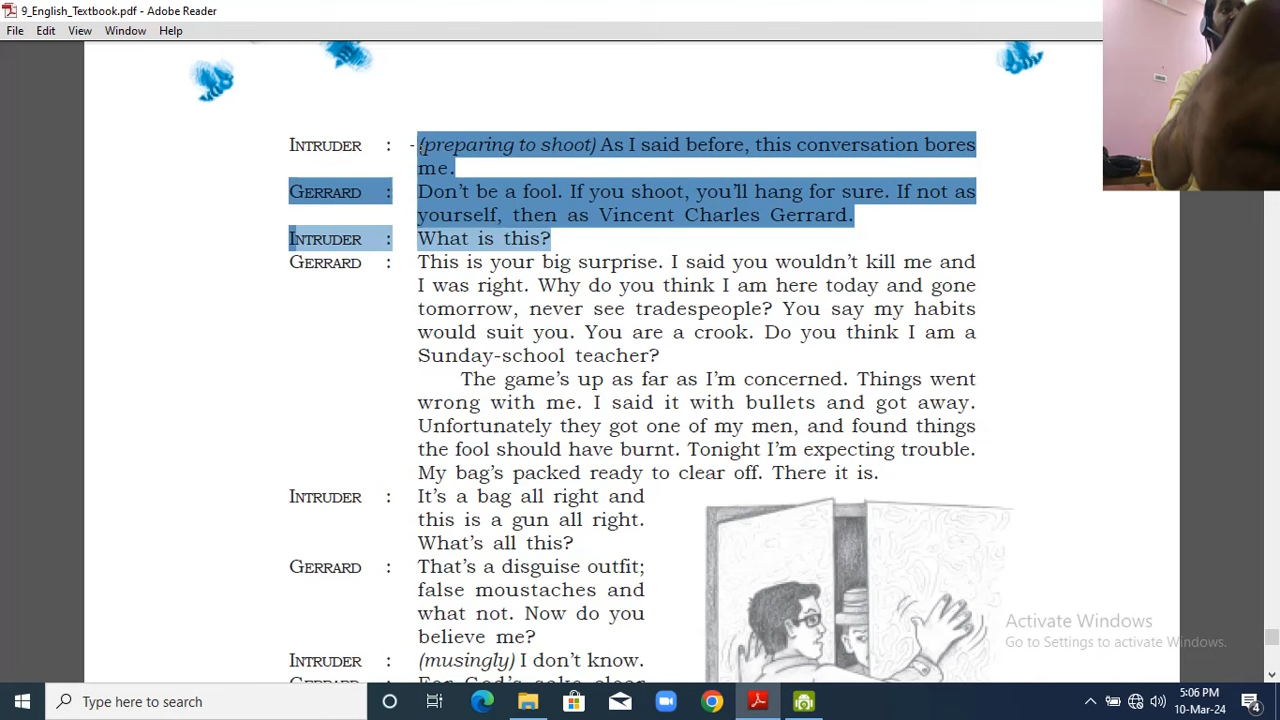 9_English_Textbook.pdf - Adobe Reader
File Edit View Window Help
INTRUDER : (preparing to shoot) As I said before, this conversation bores
me.
GERRARD : Don't be a fool. If you shoot, you'll hang for sure. If not as
yourself, then as Vincent Charles Gerrard.
INTRUDER : What is this?
GERRARD : This is your big surprise. I said you wouldn't kill me and
I was right. Why do you think I am here today and gone
tomorrow, never see tradespeople? You say my habits
would suit you. You are a crook. Do you think I am a
Sunday-school teacher?
The game's up as far as I'm concerned. Things went
wrong with me. I said it with bullets and got away.
Unfortunately they got one of my men, and found things
the fool should have burnt. Tonight I'm expecting trouble.
My bag's packed ready to clear off. There it is.
INTRUDER : It's a bag all right and
this is a gun all right.
What's all this?
GERRARD : That's a disguise outfit;
false moustaches and
what not. Now do you
believe me?
INTRUDER : (musingly) I don't know.
GERRARD : For God's sake clear
Activate Windows
Go to Settings to activate Windows.
Type here to search
5:06 PM
10-Mar-24
4